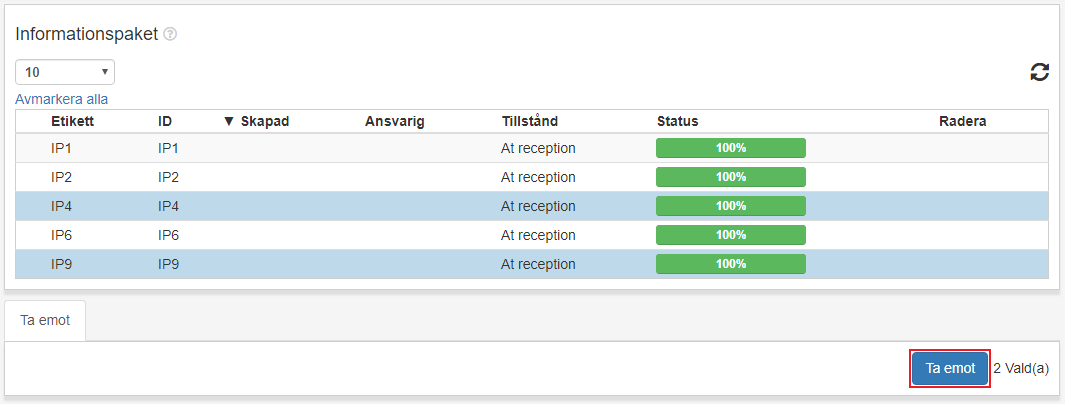 Informationspaket ?
10
Avmarkera alla
Etikett ID ▼ Skapad Ansvarig Tillstånd Status Radera
IP1 IP1 At reception 100%
IP2 IP2 At reception 100%
IP4 IP4 At reception 100%
IP6 IP6 At reception 100%
IP9 IP9 At reception 100%
Ta emot
Ta emot 2 Vald(a)